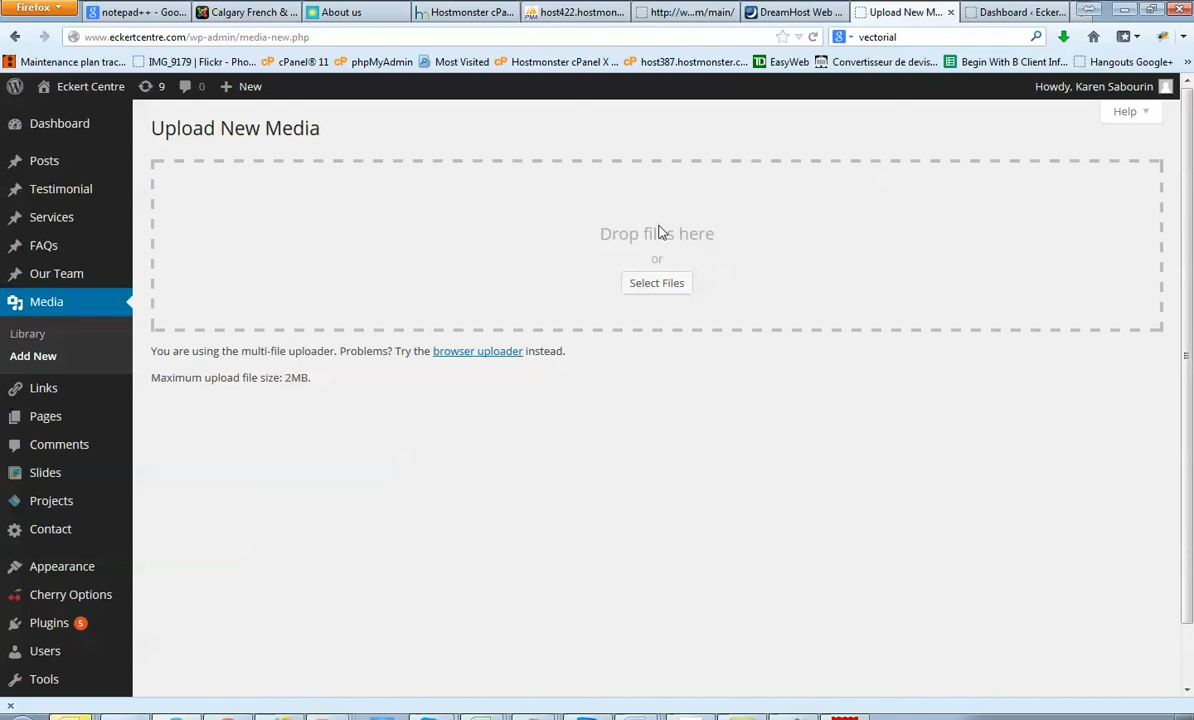 Firefox
notepad++ - Goo...
Calgary French & ...
About us
Hostmonster cPa...
host422.hostmon...
http://w...m/main/
DreamHost Web ...
Upload New M...
Dashboard ‹ Ecker...
www.eckertcentre.com/wp-admin/media-new.php
vectorial
Maintenance plan trac...
IMG_9179 | Flickr - Pho...
cPanel® 11
phpMyAdmin
Most Visited
Hostmonster cPanel X ...
host387.hostmonster.c...
TD EasyWeb
Convertisseur de devis...
Begin With B Client Inf...
Hangouts Google+
Eckert Centre
9
0
New
Howdy, Karen Sabourin
Help
Dashboard
Posts
Testimonial
Services
FAQs
Our Team
Media
Library
Add New
Links
Pages
Comments
Slides
Projects
Contact
Appearance
Cherry Options
Plugins 5
Users
Tools
Upload New Media
Drop files here
or
Select Files
You are using the multi-file uploader. Problems? Try the browser uploader instead.
Maximum upload file size: 2MB.